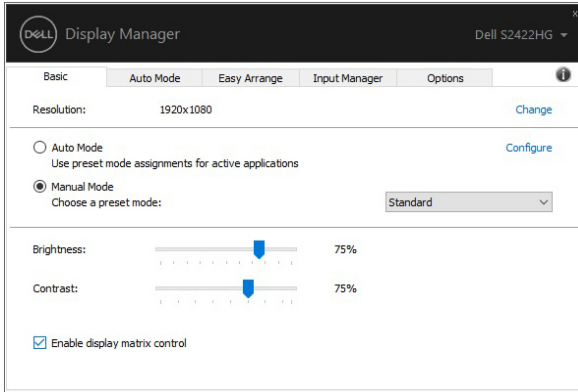 DELL Display Manager
Dell S2422HG
x
Basic Auto Mode Easy Arrange Input Manager Options
i
Resolution: 1920x1080 Change
Auto Mode Configure
Use preset mode assignments for active applications
Manual Mode
Choose a preset mode: Standard
Brightness: 75%
Contrast: 75%
Enable display matrix control